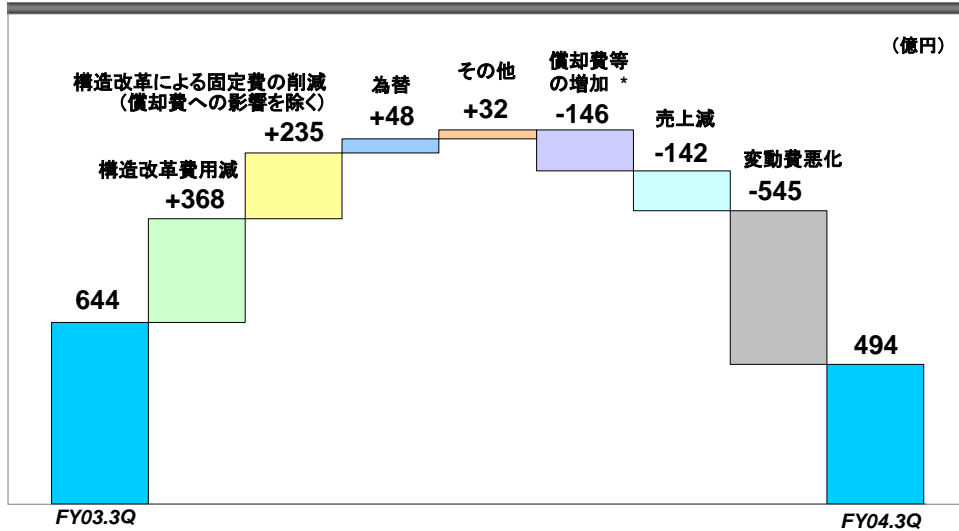 （億円）
構造改革による固定費の削減
（償却費への影響を除く）
+235
為替
+48
その他
+32
償却費等
の増加 *
-146
売上減
-142
変動費悪化
-545
構造改革費用減
+368
644
494
FY03.3Q
FY04.3Q